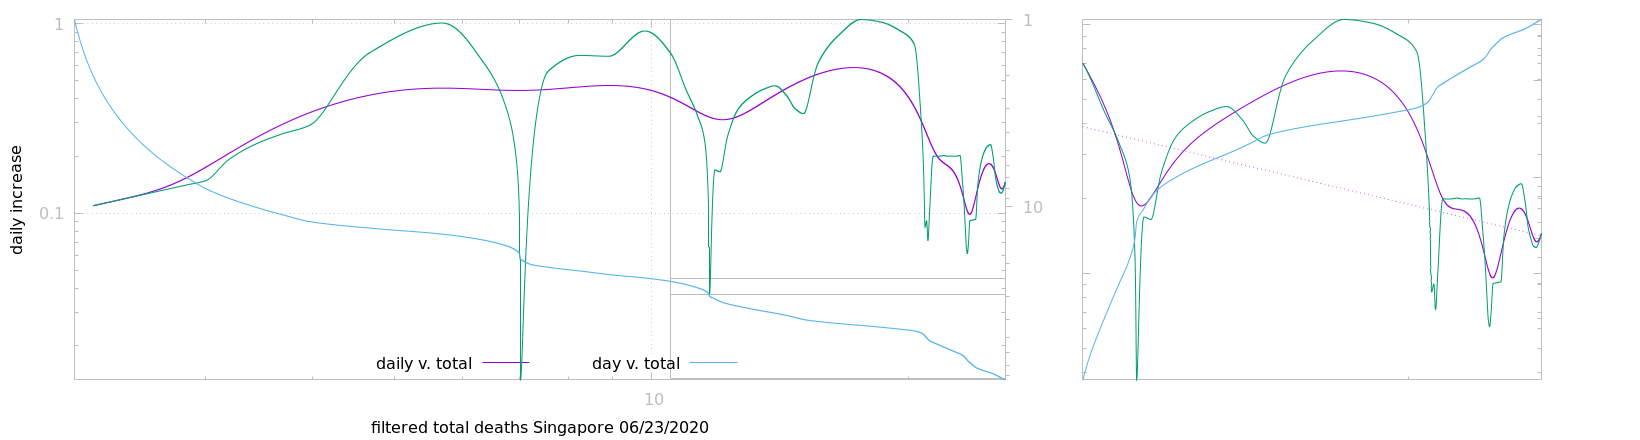 1
1
daily increase
0.1
10
daily v. total
day v. total
10
filtered total deaths Singapore 06/23/2020